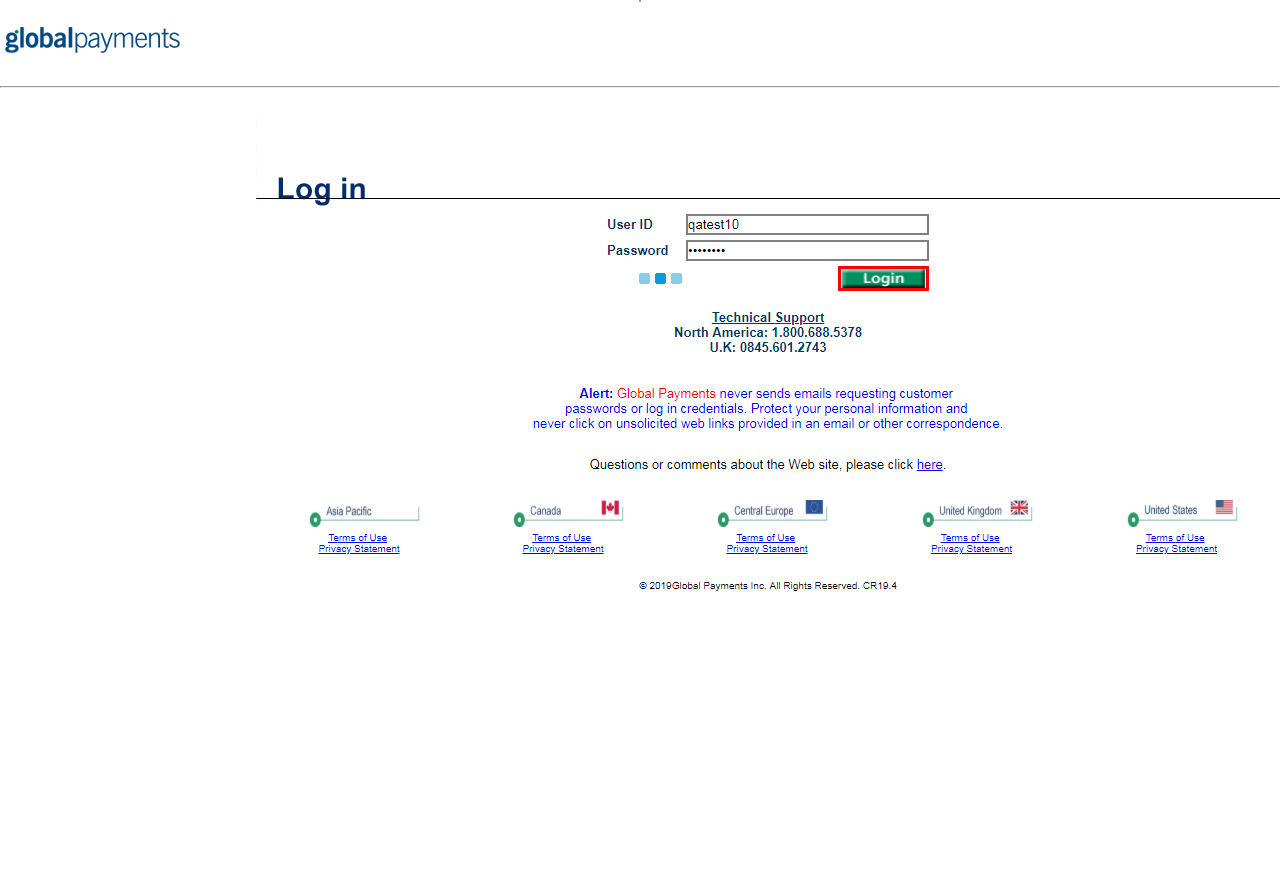 globalpayments
Log in
User ID qatest10
Password ••••••••
Login
Technical Support
North America: 1.800.688.5378
U.K: 0845.601.2743
Alert: Global Payments never sends emails requesting customer
passwords or log in credentials. Protect your personal information and
never click on unsolicited web links provided in an email or other correspondence.
Questions or comments about the Web site, please click here.
Asia Pacific Canada Central Europe United Kingdom United States
Terms of Use Terms of Use Terms of Use Terms of Use Terms of Use
Privacy Statement Privacy Statement Privacy Statement Privacy Statement Privacy Statement
© 2019Global Payments Inc. All Rights Reserved. CR19.4